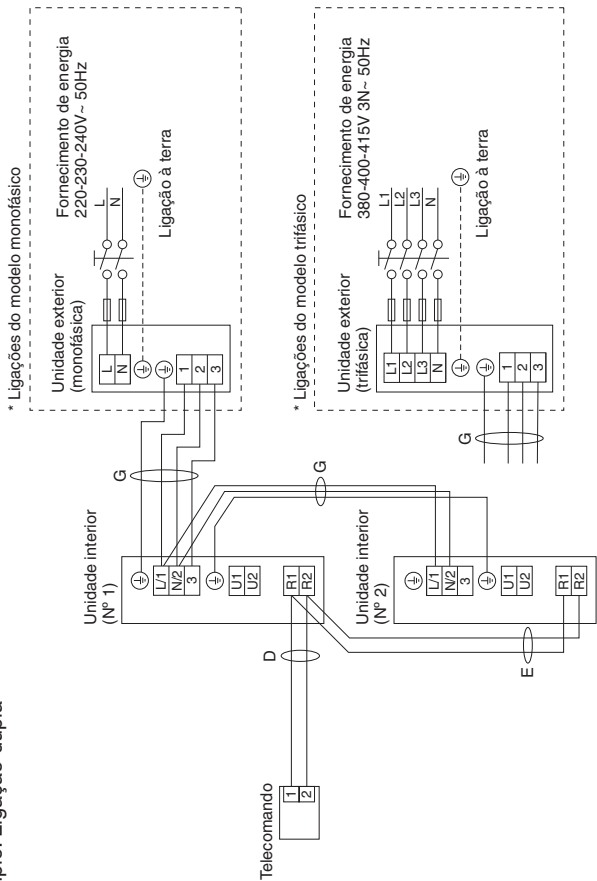 plo: Ligação dupla
* Ligações do modelo monofásico
Unidade exterior
(monofásica)
Fornecimento de energia
220-230-240V~ 50Hz
L
N
Ligação à terra
L
N
1
2
3
G
* Ligações do modelo trifásico
Unidade exterior
(trifásica)
Fornecimento de energia
380-400-415V 3N~ 50Hz
L1
L2
L3
N
Ligação à terra
L1
L2
L3
N
1
2
3
G
Unidade interior
(Nº 1)
L/1
N/2
3
U1
U2
R1
R2
G
Unidade interior
(Nº 2)
L/1
N/2
3
U1
U2
R1
R2
D
E
Telecomando
1
2